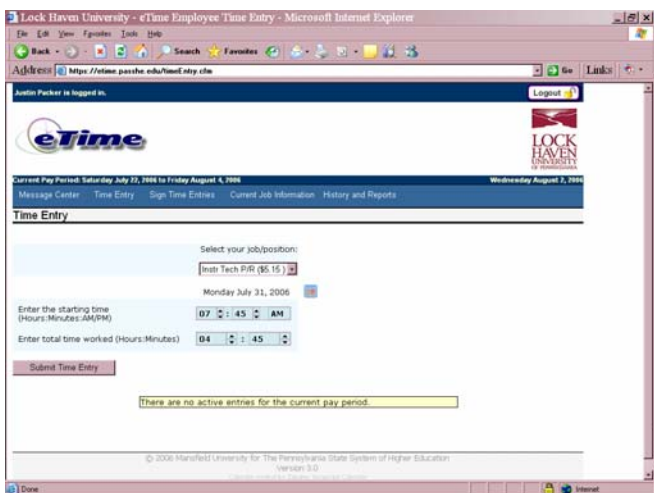 Lock Haven University - eTime Employee Time Entry - Microsoft Internet Explorer
File Edit View Favorites Tools Help
Back Search Favorites
Address https://etime.passhe.edu/timeEntry.cfm Go Links
Justin Packer is logged in. Logout
eTime
LOCK
HAVEN
UNIVERSITY
OF PENNSYLVANIA
Current Pay Period: Saturday July 22, 2006 to Friday August 4, 2006 Wednesday August 2, 2006
Message Center Time Entry Sign Time Entries Current Job Information History and Reports
Time Entry
Select your job/position:
Instr Tech P/R ($5.15 )
Monday July 31, 2006
Enter the starting time
(Hours:Minutes:AM/PM) 07 : 45 AM
Enter total time worked (Hours:Minutes) 04 : 45
Submit Time Entry
There are no active entries for the current pay period.
© 2006 Mansfield University for The Pennsylvania State System of Higher Education
Version 3.0
Done Internet